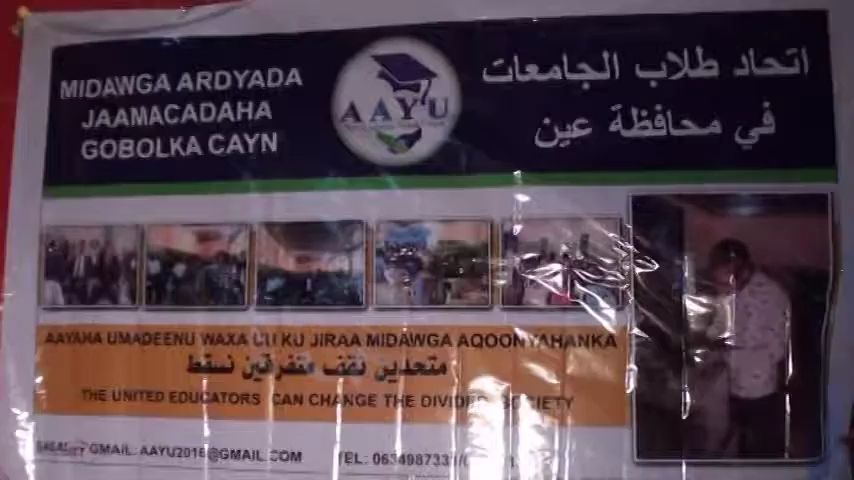 MIDAWGA ARDYADA
JAAMACADAHA
GOBOLKA CAYN
AAYU
اتحاد طلاب الجامعات
في محافظة عين
AAYAHA UMADEENU WAXA UU KU JIRAA MIDAWGA AQOONYAHANKA
متحدين نقف متفرقين نسقط
THE UNITED EDUCATORS CAN CHANGE THE DIVIDED SOCIETY
GMAIL: AAYU2016@GMAIL.COM TEL: